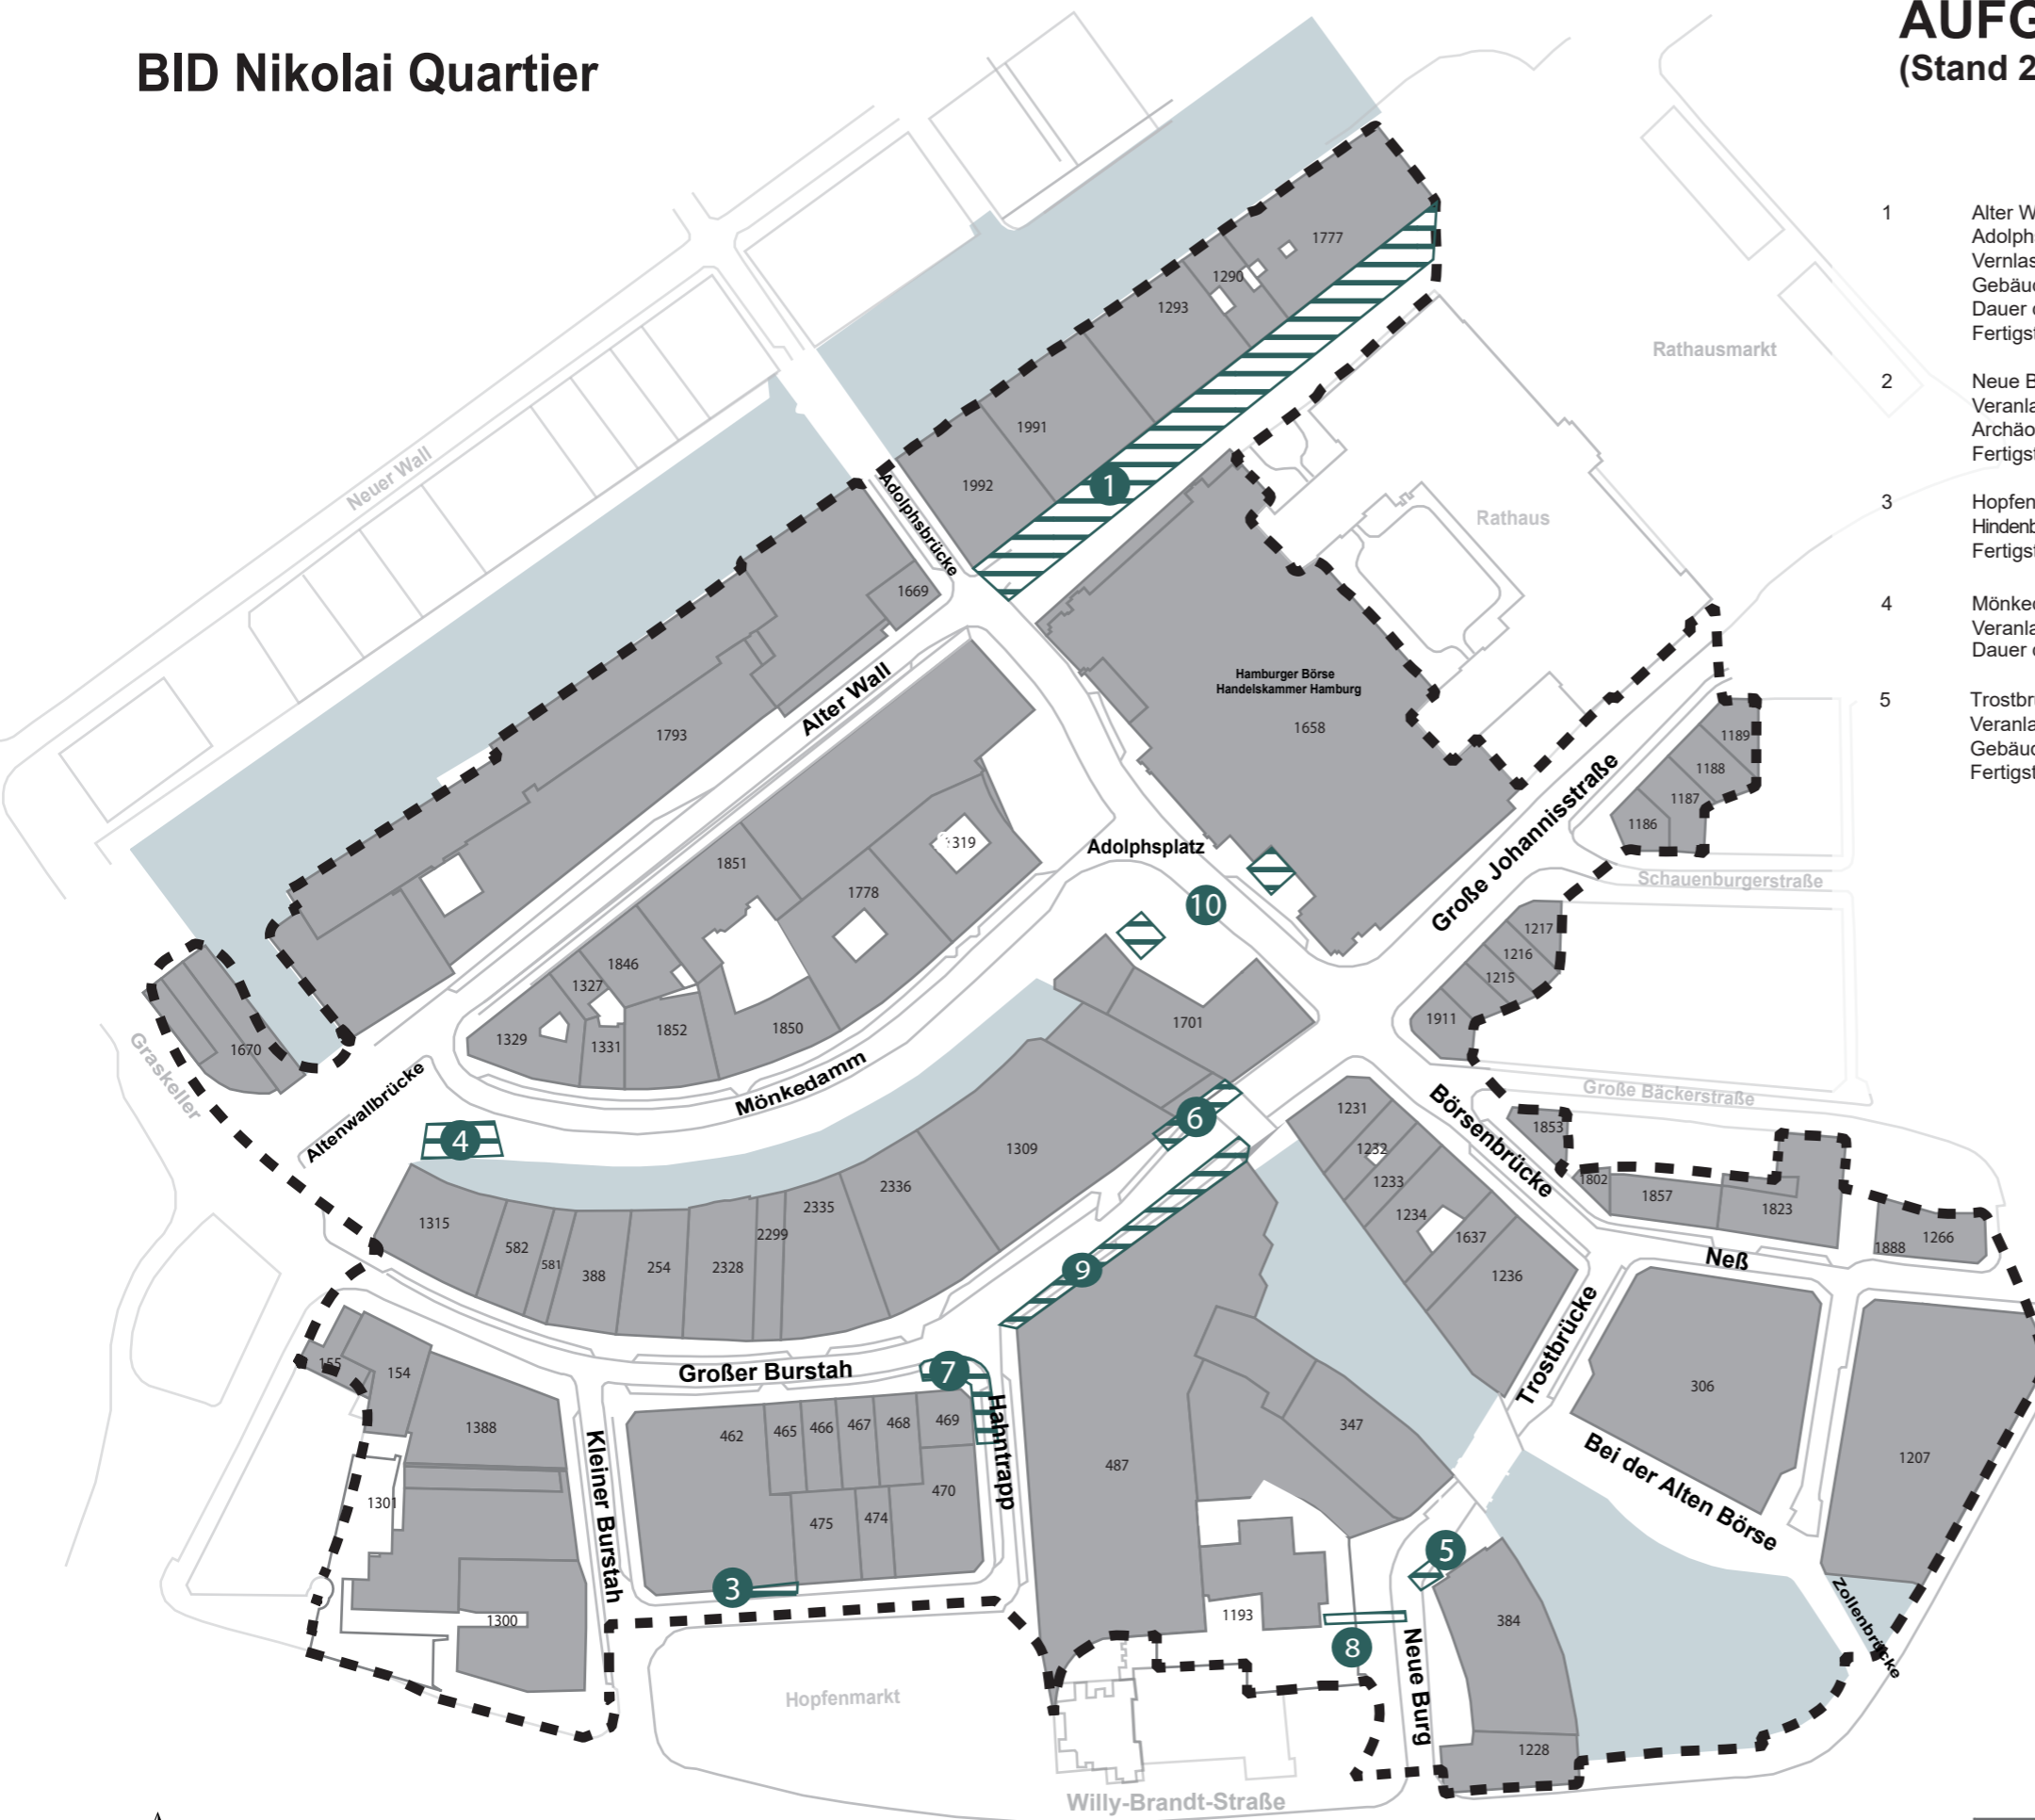 BID Nikolai Quartier
AUFG
(Stand 2
1
Alter W
Adolph
Vernlas
Gebäud
Dauer
Fertigst
2
Neue B
Veranla
Archäo
Fertigst
3
Hopfen
Hindenb
Fertigst
4
Mönked
Veranla
Dauer
5
Trostbr
Veranla
Gebäud
Fertigst
Rathausmarkt
Neuer Wall
1777
1290
1293
1991
1992
1
Rathaus
Adolphsbrücke
1669
Hamburger Börse
Handelskammer Hamburg
1658
Alter Wall
1793
1189
1188
1187
1186
Große Johannisstraße
Schauenburgerstraße
Adolphsplatz
10
1319
1851
1778
1846
1327
1329
1331
1852
1850
1217
1216
1215
1911
1701
1670
Graskeller
Altenwallbrücke
Mönkedamm
4
6
Große Bäckerstraße
Börsenbrücke
1231
1232
1233
1234
1637
1236
1853
1802
1857
1823
1888
1266
Neß
1309
2336
2335
2299
2328
254
388
581
582
1315
9
Trostbrücke
306
1207
Bei der Alten Börse
Zollenbrücke
155
154
1388
1301
1300
Großer Burstah
7
Hahntrapp
Kleiner Burstah
462
465
466
467
468
469
470
475
474
3
487
347
5
384
1193
8
Neue Burg
1228
Hopfenmarkt
Willy-Brandt-Straße